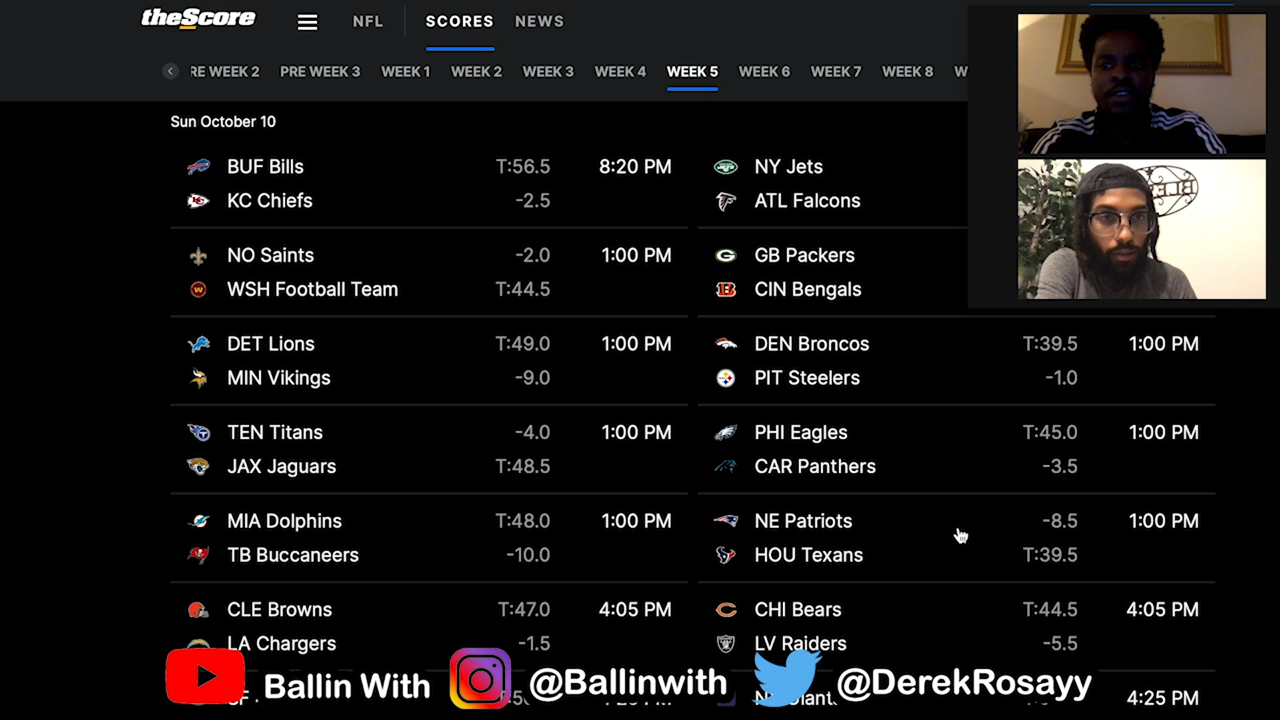 theScore NFL SCORES NEWS
RE WEEK 2 PRE WEEK 3 WEEK 1 WEEK 2 WEEK 3 WEEK 4 WEEK 5 WEEK 6 WEEK 7 WEEK 8 W
Sun October 10
BUF Bills T:56.5 8:20 PM
KC Chiefs -2.5
NY Jets
ATL Falcons
NO Saints -2.0 1:00 PM
WSH Football Team T:44.5
GB Packers
CIN Bengals
DET Lions T:49.0 1:00 PM
MIN Vikings -9.0
DEN Broncos T:39.5 1:00 PM
PIT Steelers -1.0
TEN Titans -4.0 1:00 PM
JAX Jaguars T:48.5
PHI Eagles T:45.0 1:00 PM
CAR Panthers -3.5
MIA Dolphins T:48.0 1:00 PM
TB Buccaneers -10.0
NE Patriots -8.5 1:00 PM
HOU Texans T:39.5
CLE Browns T:47.0 4:05 PM
LA Chargers -1.5
CHI Bears T:44.5 4:05 PM
LV Raiders -5.5
4:25 PM
Ballin With @Ballinwith @DerekRosayy